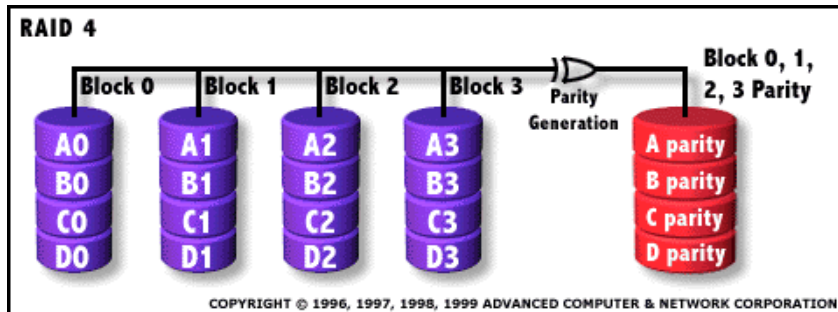 RAID 4
Block 0
Block 1
Block 2
Block 3
Parity
Generation
Block 0, 1,
2, 3 Parity
A0
B0
C0
D0
A1
B1
C1
D1
A2
B2
C2
D2
A3
B3
C3
D3
A parity
B parity
C parity
D parity
COPYRIGHT © 1996, 1997, 1998, 1999 ADVANCED COMPUTER & NETWORK CORPORATION